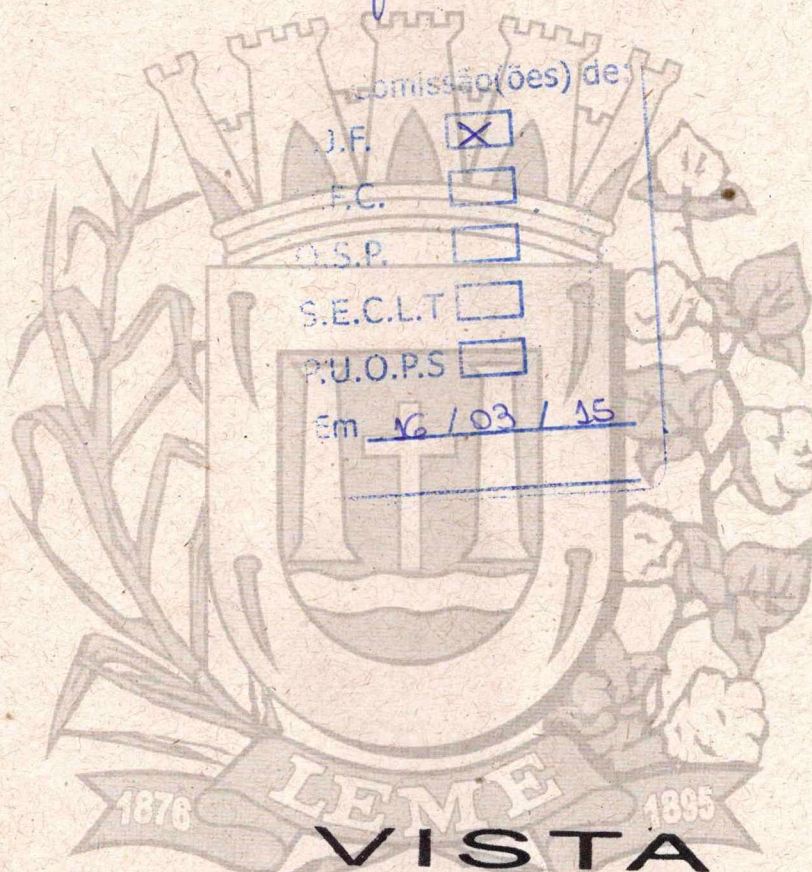 Comissão(ões) de:
J.F. X
F.C.
O.S.P.
S.E.C.L.T
P.U.O.P.S
Em 16 / 03 / 15
1876 LEME 1895
VISTA